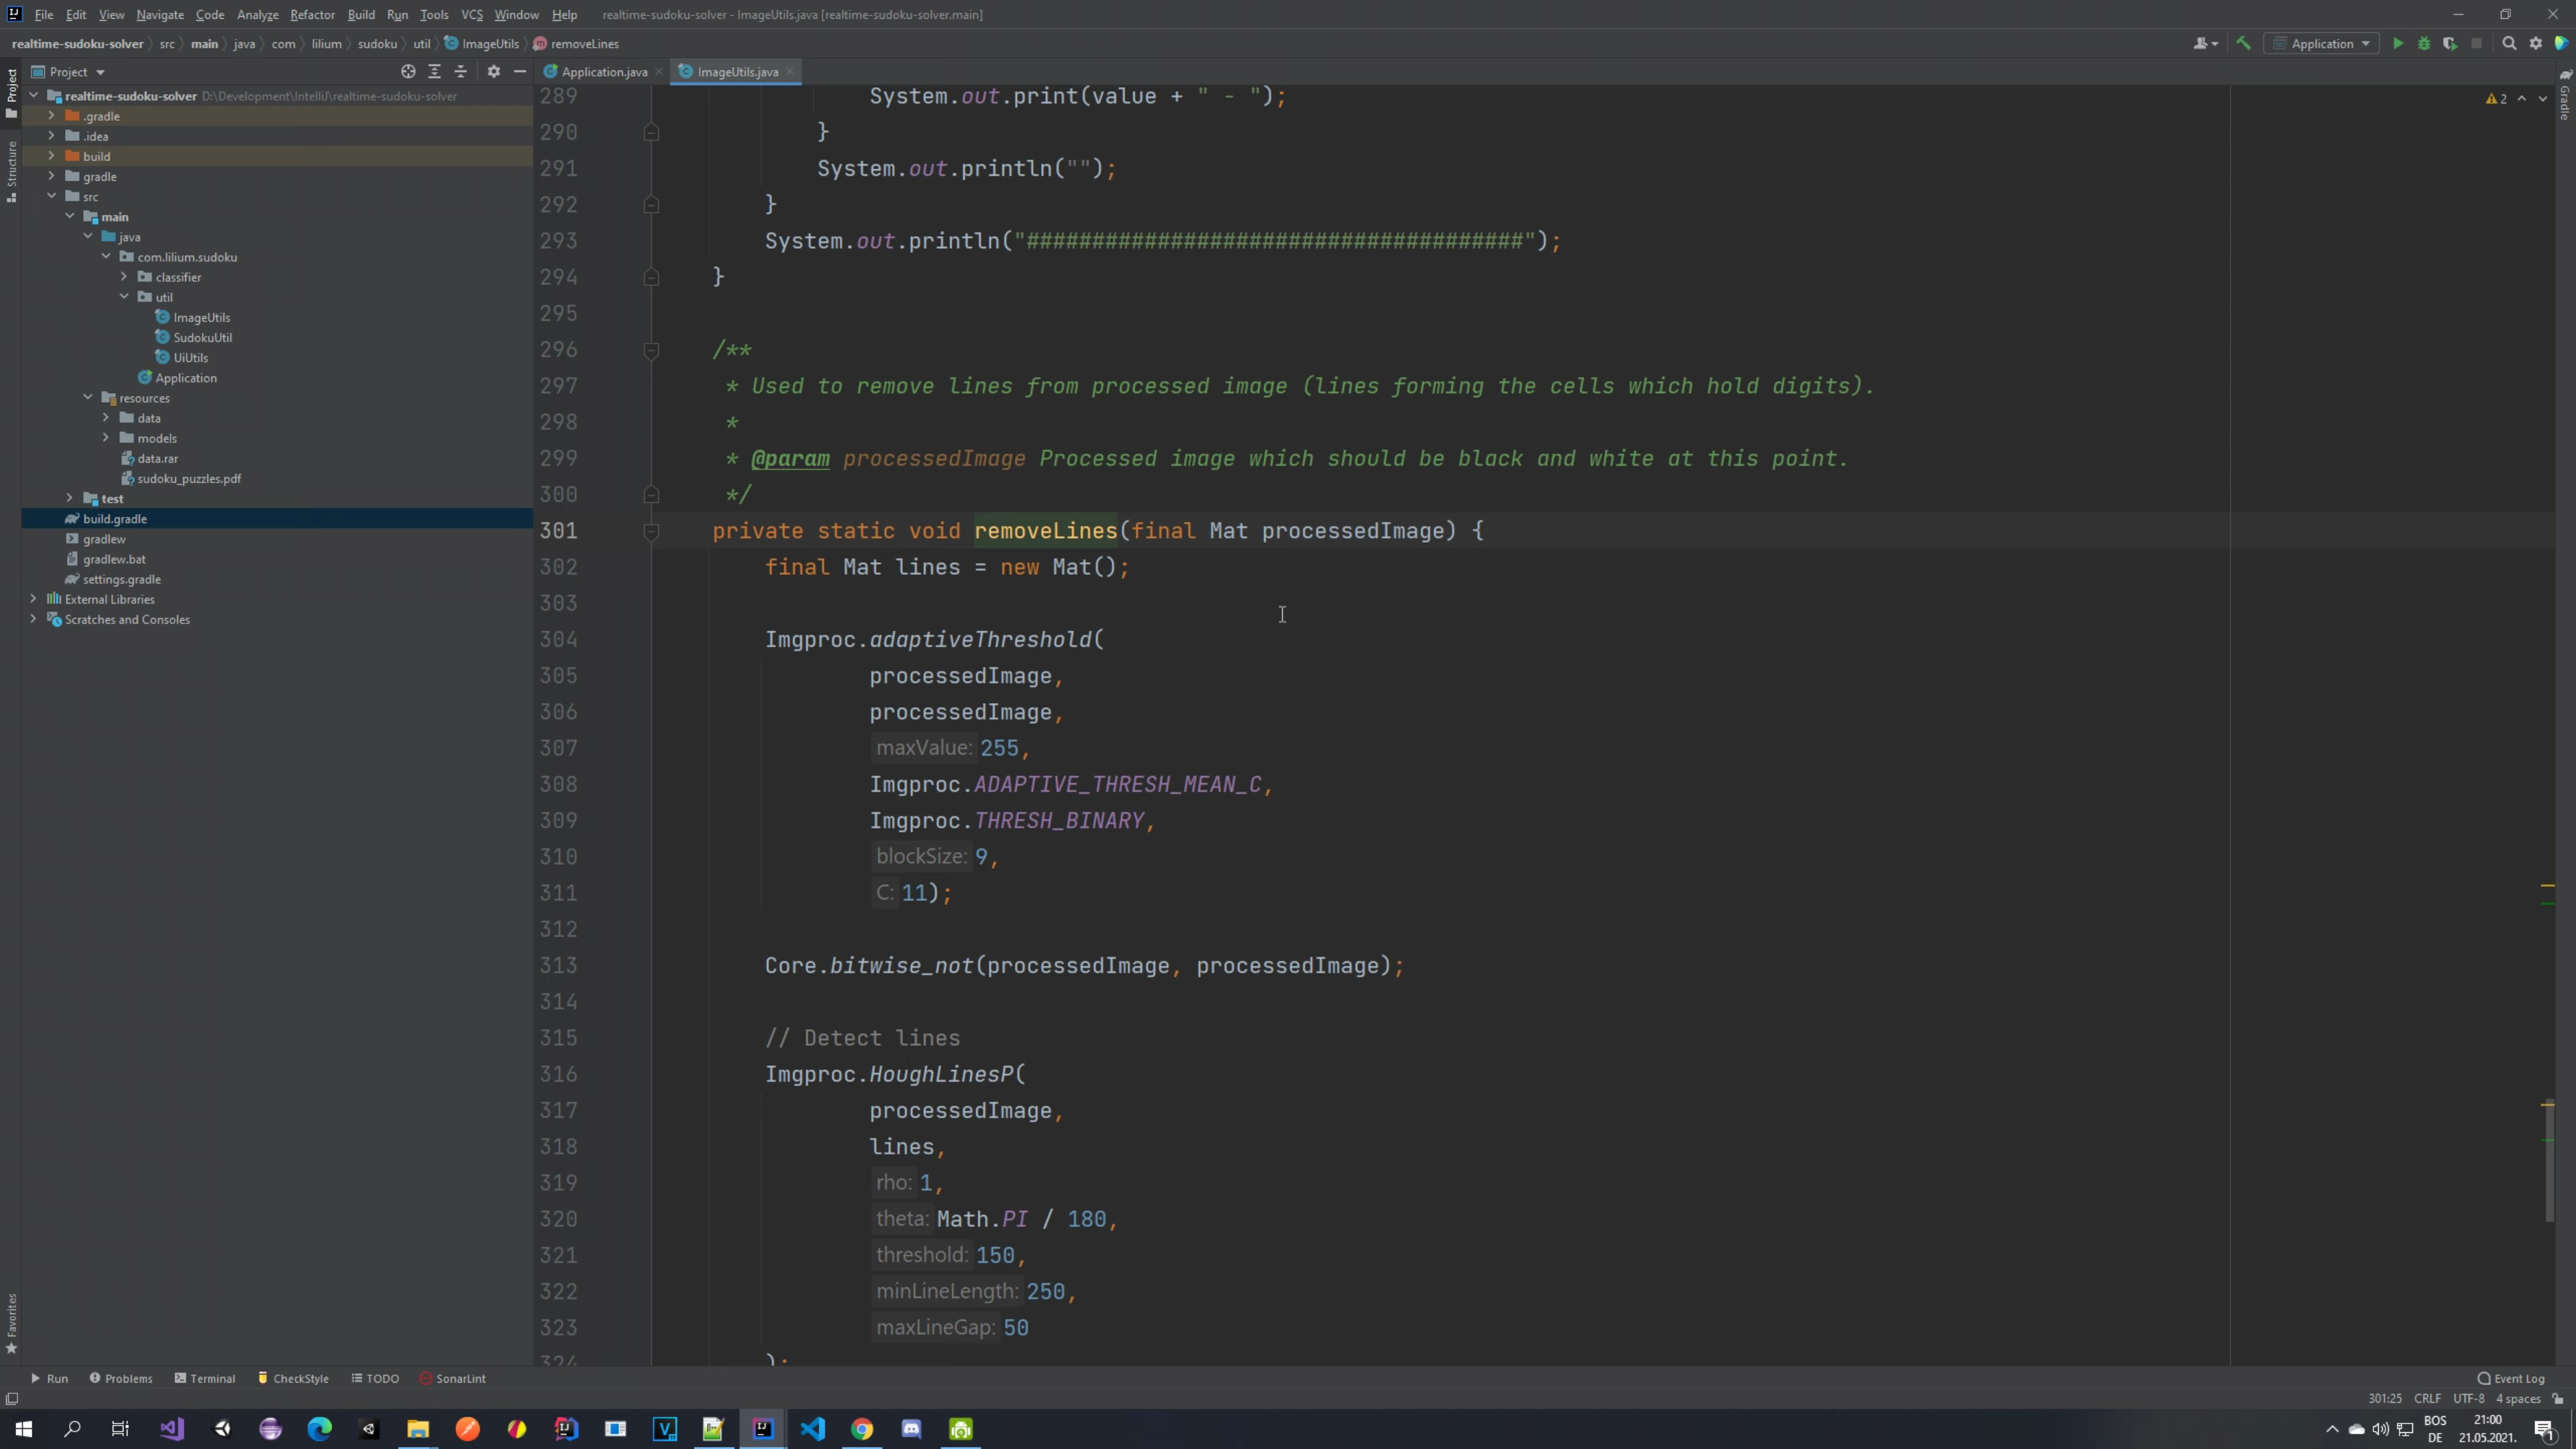 File Edit View Navigate Code Analyze Refactor Build Run Tools VCS Window Help realtime-sudoku-solver - ImageUtils.java [realtime-sudoku-solver.main]
realtime-sudoku-solver src main java com lilium sudoku util ImageUtils removeLines
Application
Project
Application.java ImageUtils.java
realtime-sudoku-solver D:\Development\IntelliJ\realtime-sudoku-solver
.gradle
.idea
build
gradle
src
main
java
com.lilium.sudoku
classifier
util
ImageUtils
SudokuUtil
UiUtils
Application
resources
data
models
data.rar
sudoku_puzzles.pdf
test
build.gradle
gradlew
gradlew.bat
settings.gradle
External Libraries
Scratches and Consoles
Project
Structure
Favorites
Gradle
2
289 System.out.print(value + " - ");
290 }
291 System.out.println("");
292 }
293 System.out.println("######################################");
294 }
295
296 /**
297 * Used to remove lines from processed image (lines forming the cells which hold digits).
298 *
299 * @param processedImage Processed image which should be black and white at this point.
300 */
301 private static void removeLines(final Mat processedImage) {
302 final Mat lines = new Mat();
303
304 Imgproc.adaptiveThreshold(
305 processedImage,
306 processedImage,
307 maxValue: 255,
308 Imgproc.ADAPTIVE_THRESH_MEAN_C,
309 Imgproc.THRESH_BINARY,
310 blockSize: 9,
311 C: 11);
312
313 Core.bitwise_not(processedImage, processedImage);
314
315 // Detect lines
316 Imgproc.HoughLinesP(
317 processedImage,
318 lines,
319 rho: 1,
320 theta: Math.PI / 180,
321 threshold: 150,
322 minLineLength: 250,
323 maxLineGap: 50
324 );
Run Problems Terminal CheckStyle TODO SonarLint Event Log
301:25 CRLF UTF-8 4 spaces
BOS 21:00
DE 21.05.2021.
1